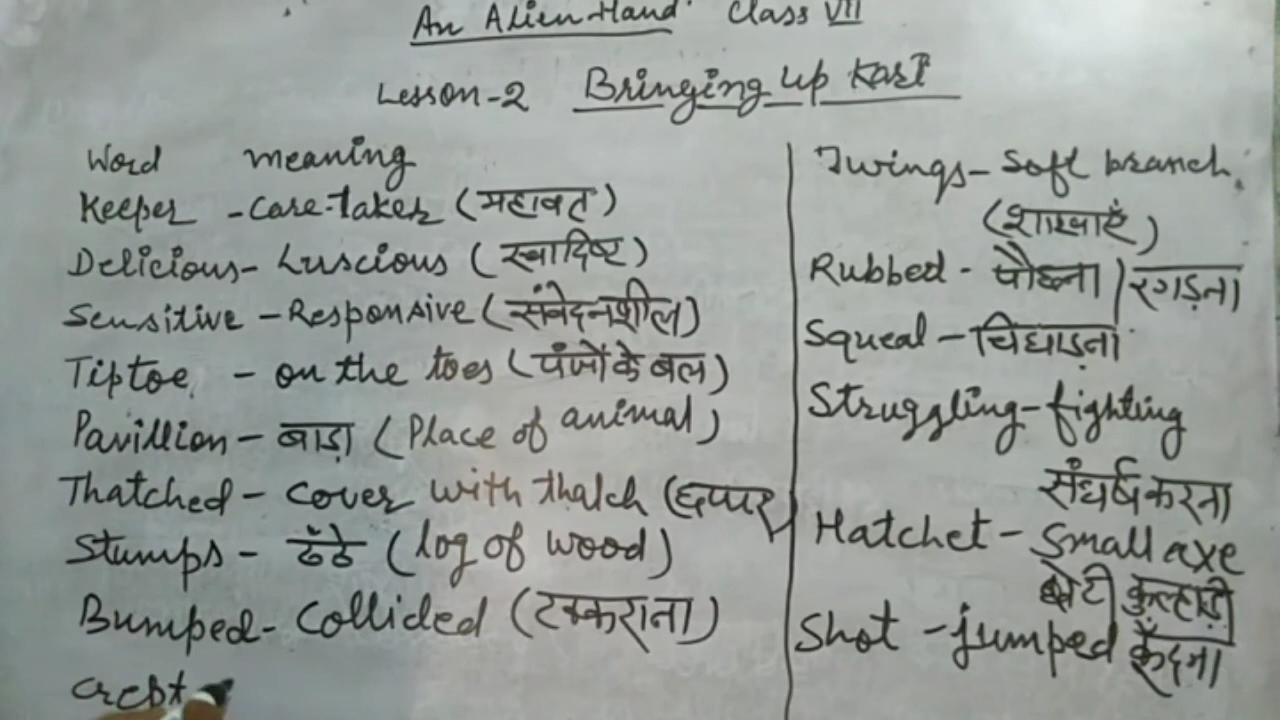 An Alien Hand Class VII
Lesson-2 Bringing Up Kari
Word meaning
Keeper - Care-taker (महावत)
Delicious - Luscious (स्वादिष्ट)
Sensitive - Responsive (संवेदनशील)
Tiptoe - on the toes (पंजों के बल)
Pavillion - बाड़ा (Place of animal)
Thatched - Cover with thatch (छप्पर)
Stumps - ठूँठे (log of wood)
Bumped - Collided (टक्कराना)
Twings - Soft branch
(शाखाएं)
Rubbed - पौछना / रगड़ना
Squeal - चिघाड़ना
Struggling - fighting
संघर्ष करना
Hatchet - Small axe
छोटी कुल्हाड़ी
Shot - jumped कूँदना